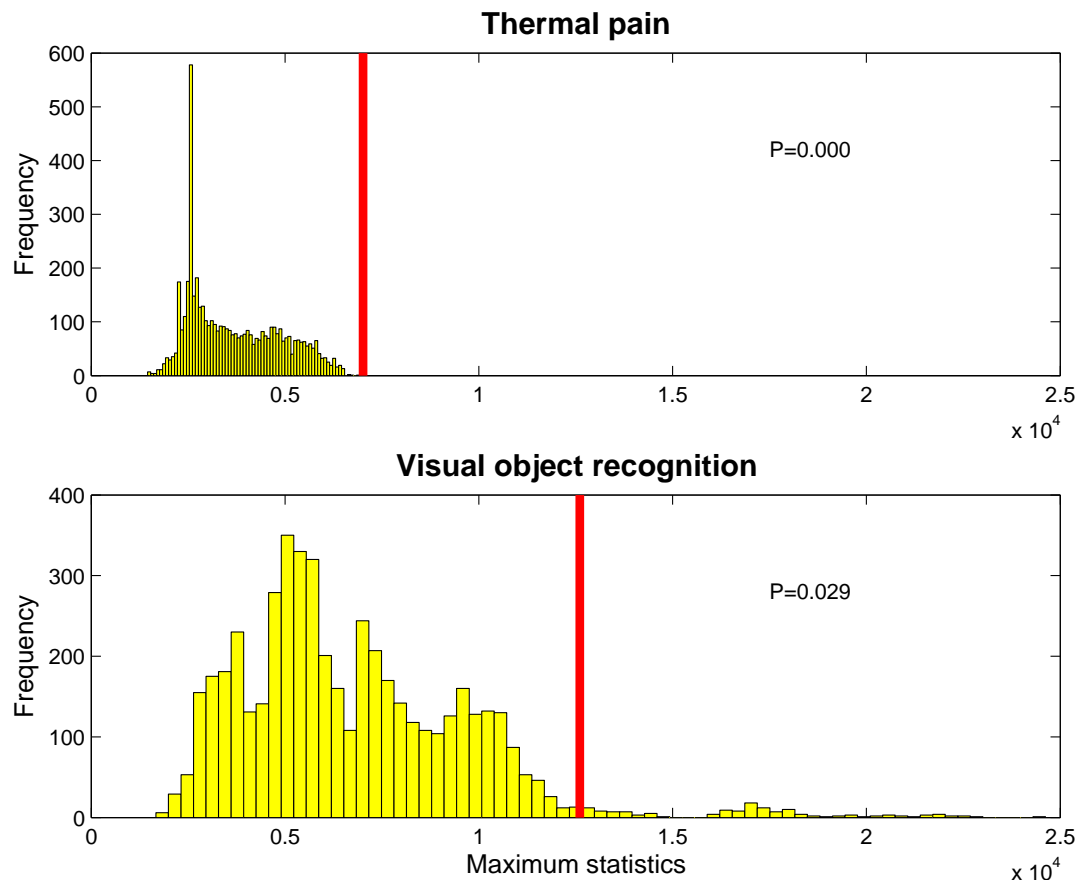 Thermal pain
600
500
400
300
200
100
0
Frequency
P=0.000
0 0.5 1 1.5 2 2.5
x 10^4
Visual object recognition
400
300
200
100
0
Frequency
P=0.029
0 0.5 1 1.5 2 2.5
Maximum statistics
x 10^4